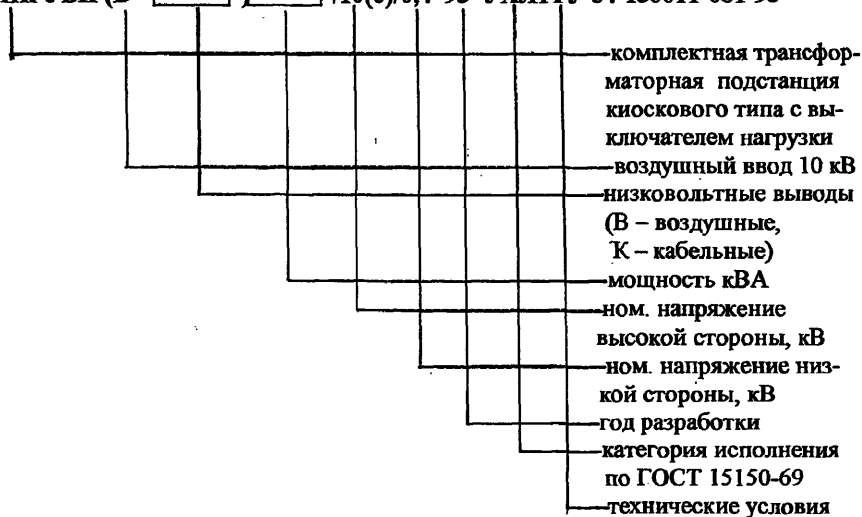 комплектная трансфор-
маторная подстанция
киоскового типа с вы-
ключателем нагрузки
воздушный ввод 10 кВ
низковольтные выводы
(В – воздушные,
К – кабельные)
мощность кВА
ном. напряжение
высокой стороны, кВ
ном. напряжение низ-
кой стороны, кВ
год разработки
категория исполнения
по ГОСТ 15150-69
технические условия